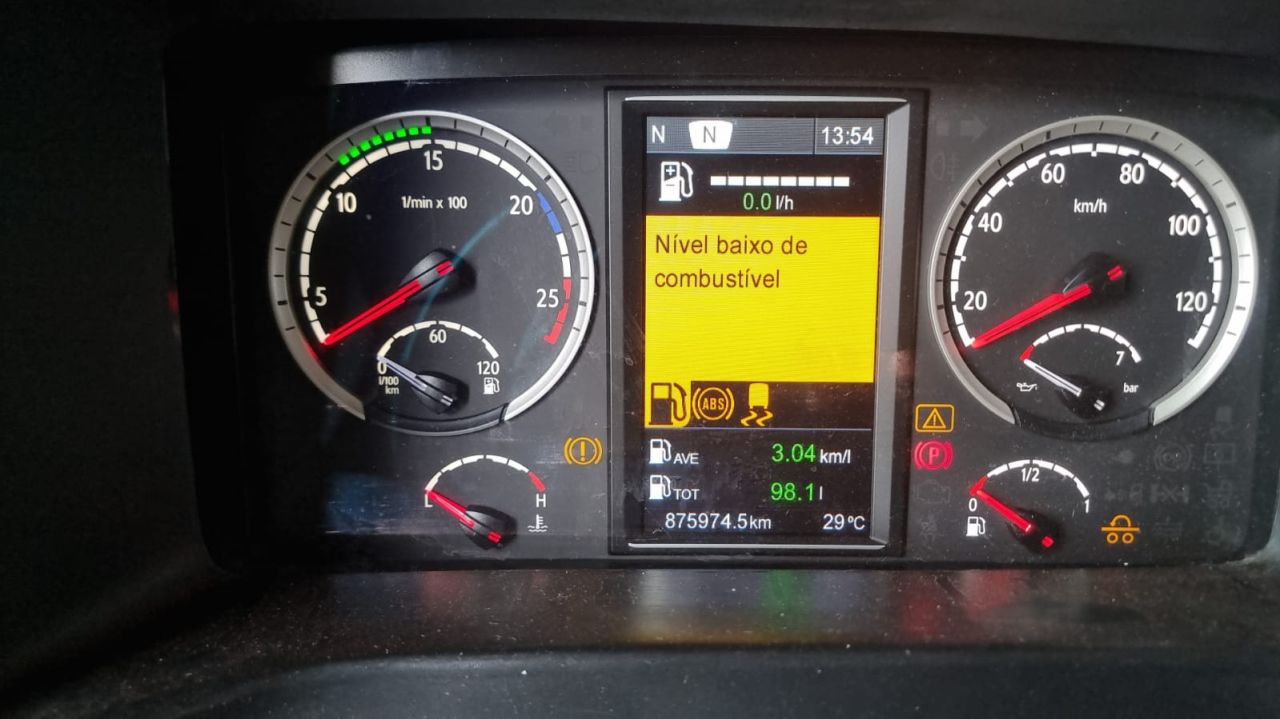 15
10
20
1/min x 100
5
25
60
0
120
l/100
km
L
H
N
N
13:54
0.0 l/h
Nível baixo de
combustível
ABS
AVE
3.04 km/l
TOT
98.1 l
875974.5km
29ºC
60
80
km/h
40
100
20
120
7
bar
P
1/2
0
1